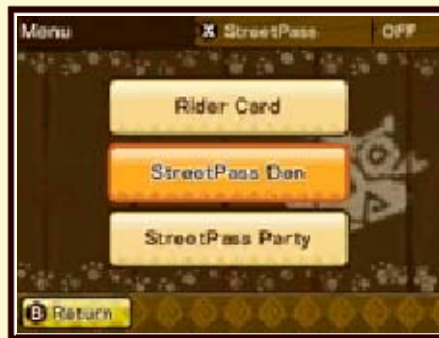 Menu StreetPass OFF
Rider Card
StreetPass Den
StreetPass Party
B Return